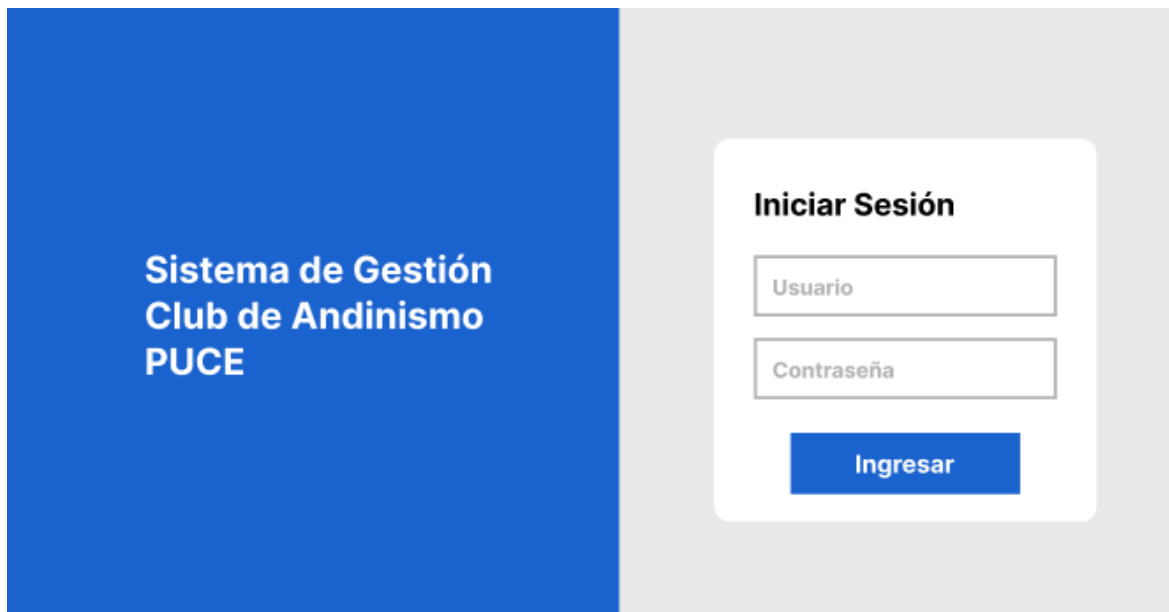 Sistema de Gestión
Club de Andinismo
PUCE
Iniciar Sesión
Usuario
Contraseña
Ingresar